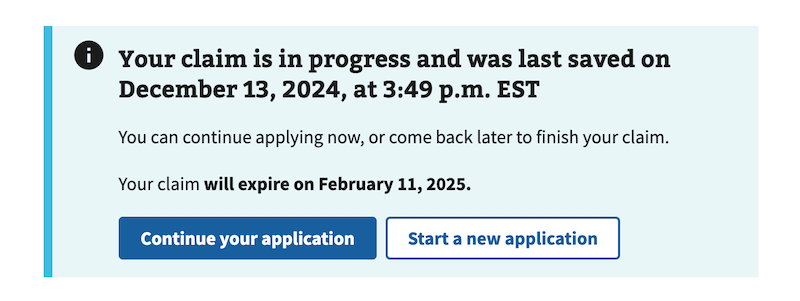 Your claim is in progress and was last saved on
December 13, 2024, at 3:49 p.m. EST
You can continue applying now, or come back later to finish your claim.
Your claim will expire on February 11, 2025.
Continue your application
Start a new application